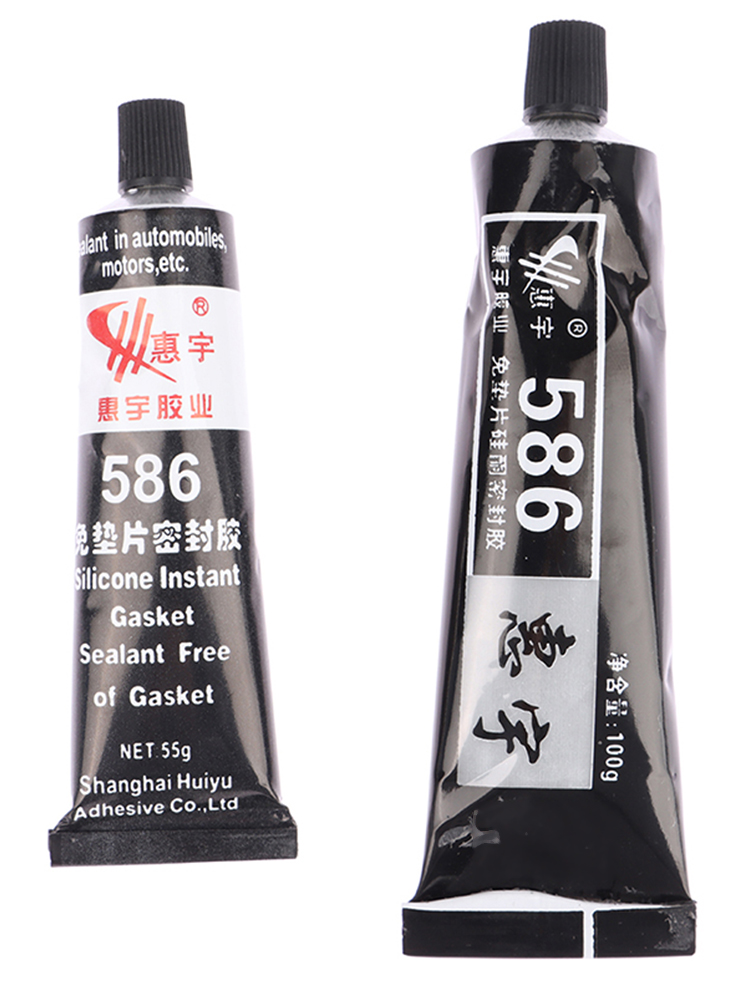 in automobiles,
motors,etc.
®
惠宇
惠宇胶业
586
免垫片密封胶
Silicone Instant
Gasket
Sealant Free
of Gasket
NET 55g
Shanghai Huiyu
Adhesive Co.,Ltd
惠宇
®
惠宇胶业
586
免垫片硅酮密封胶
惠宇
净含量:100g